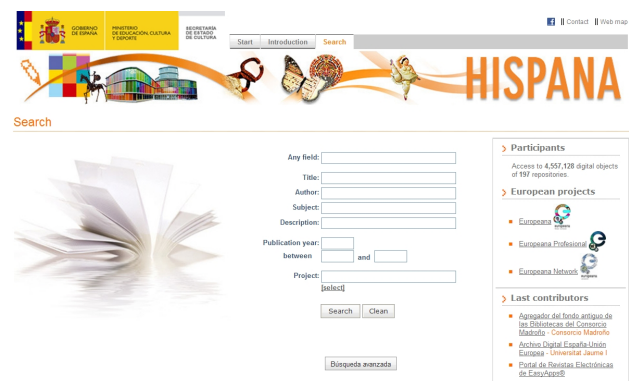 GOBIERNO
DE ESPAÑA
MINISTERIO
DE EDUCACIÓN, CULTURA
Y DEPORTE
SECRETARÍA
DE ESTADO
DE CULTURA
Contact
Web map
Start
Introduction
Search
HISPANA
Search
Any field:
Title:
Author:
Subject:
Description:
Publication year:
between
and
Project:
[select]
Search
Clean
Búsqueda avanzada
Participants
Access to 4,557,128 digital objects
of 197 repositories.
European projects
Europeana
europeana
Europeana Profesional
europeana
Europeana Network
europeana
Last contributors
Agregador del fondo antiguo de
las Bibliotecas del Consorcio
Madroño - Consorcio Madroño
Archivo Digital España-Unión
Europea - Universitat Jaume I
Portal de Revistas Electrónicas
de EasyApps®